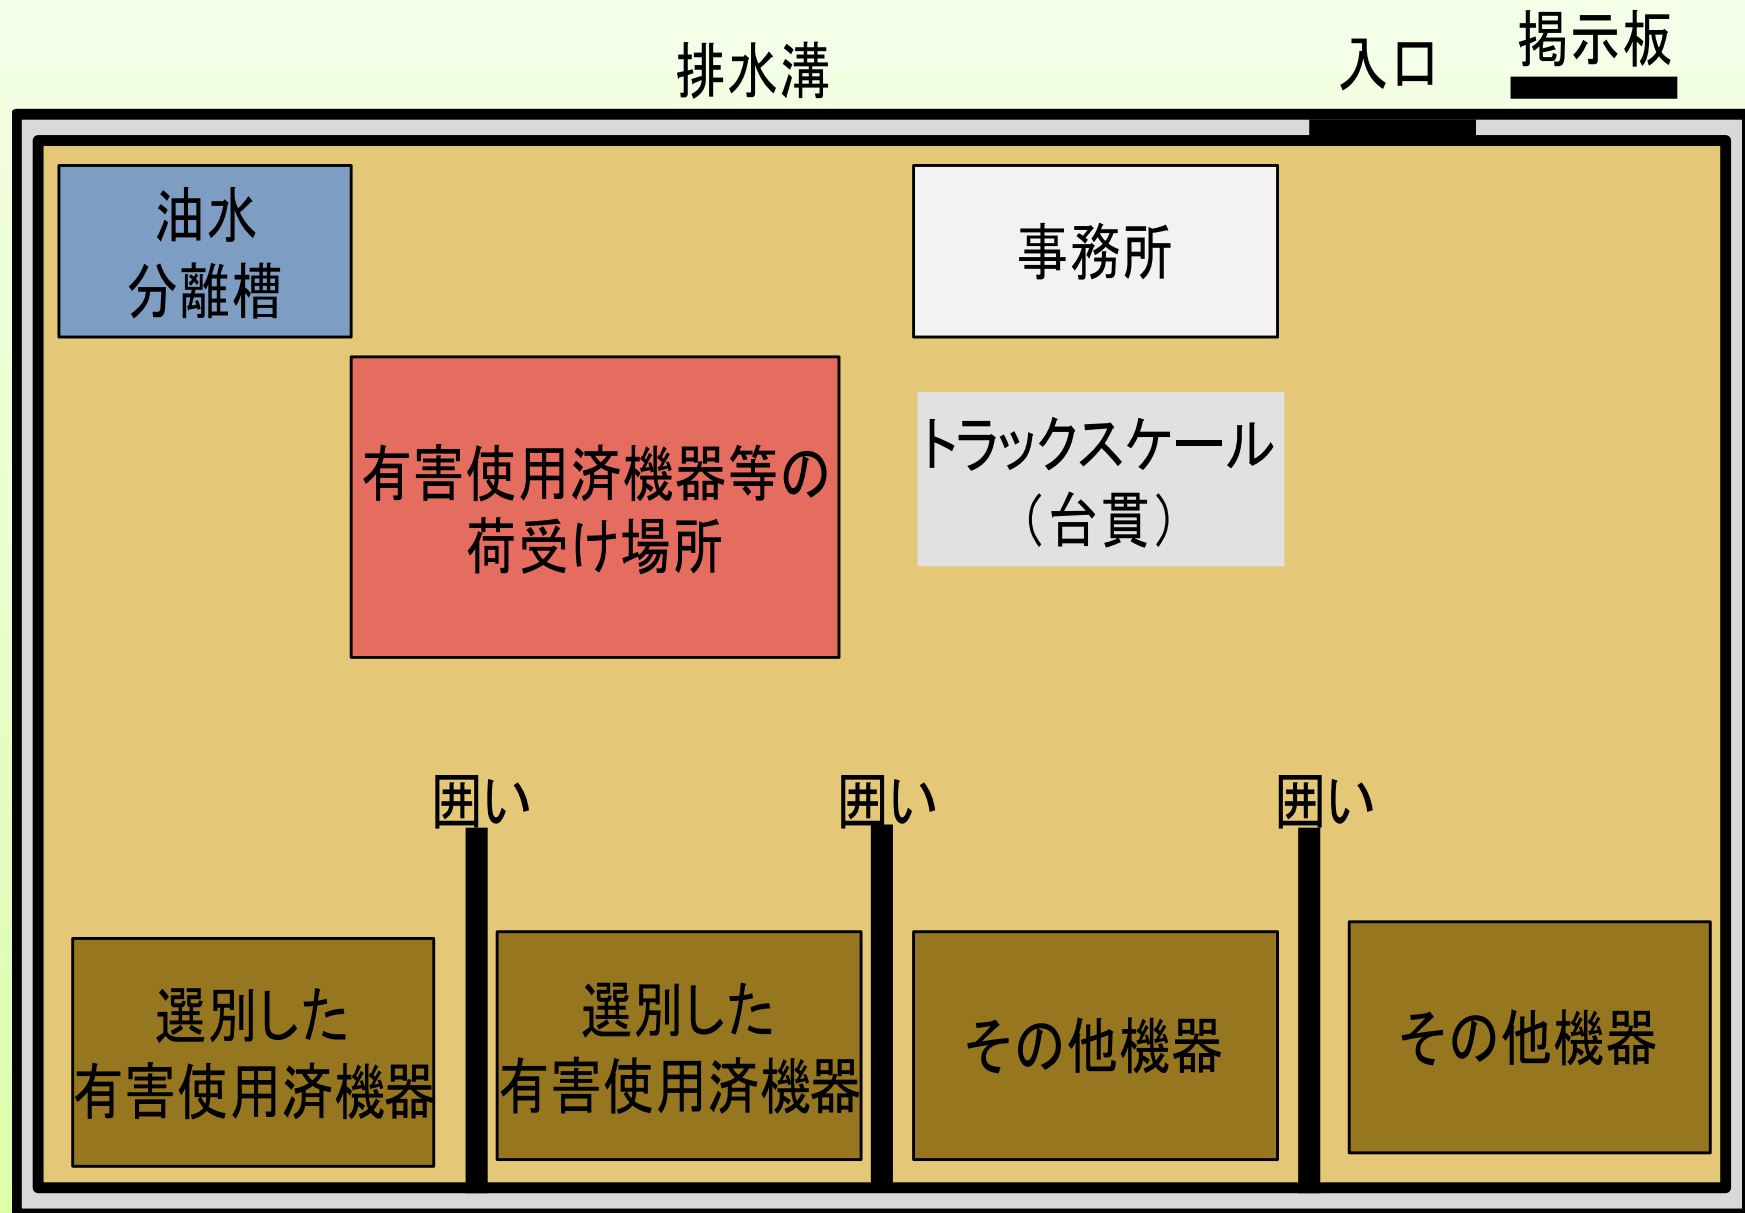 排水溝
入口
掲示板
油水
分離槽
事務所
有害使用済機器等の
荷受け場所
トラックスケール
（台貫）
囲い
囲い
囲い
選別した
有害使用済機器
選別した
有害使用済機器
その他機器
その他機器